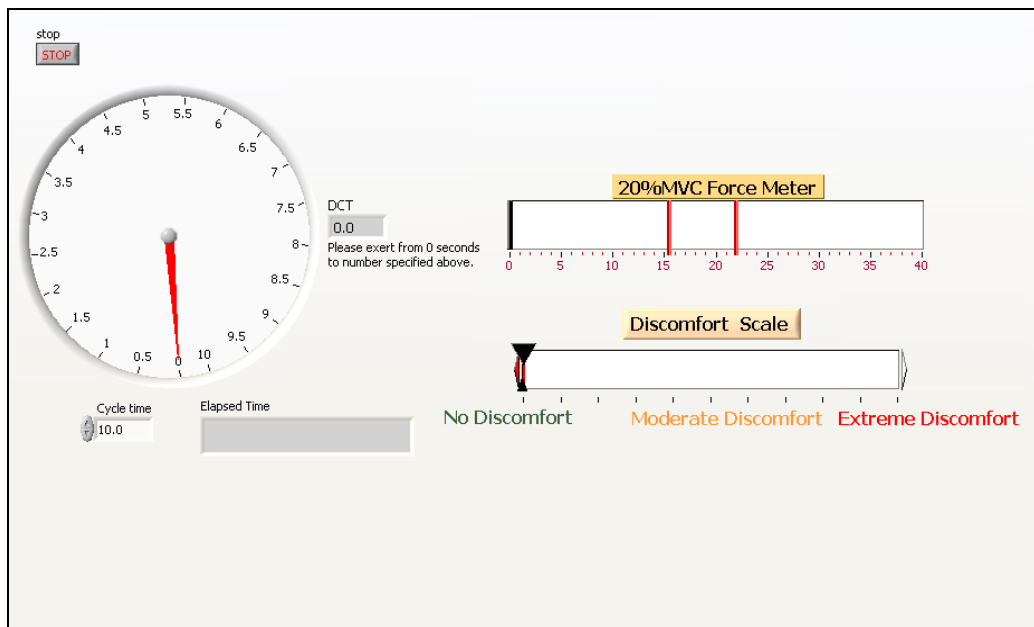 stop
STOP
0
0.5
1
1.5
2
2.5
3
3.5
4
4.5
5
5.5
6
6.5
7
7.5
8
8.5
9
9.5
10
DCT
0.0
Please exert from 0 seconds
to number specified above.
Cycle time
10.0
Elapsed Time
20%MVC Force Meter
0 5 10 15 20 25 30 35 40
Discomfort Scale
No Discomfort Moderate Discomfort Extreme Discomfort